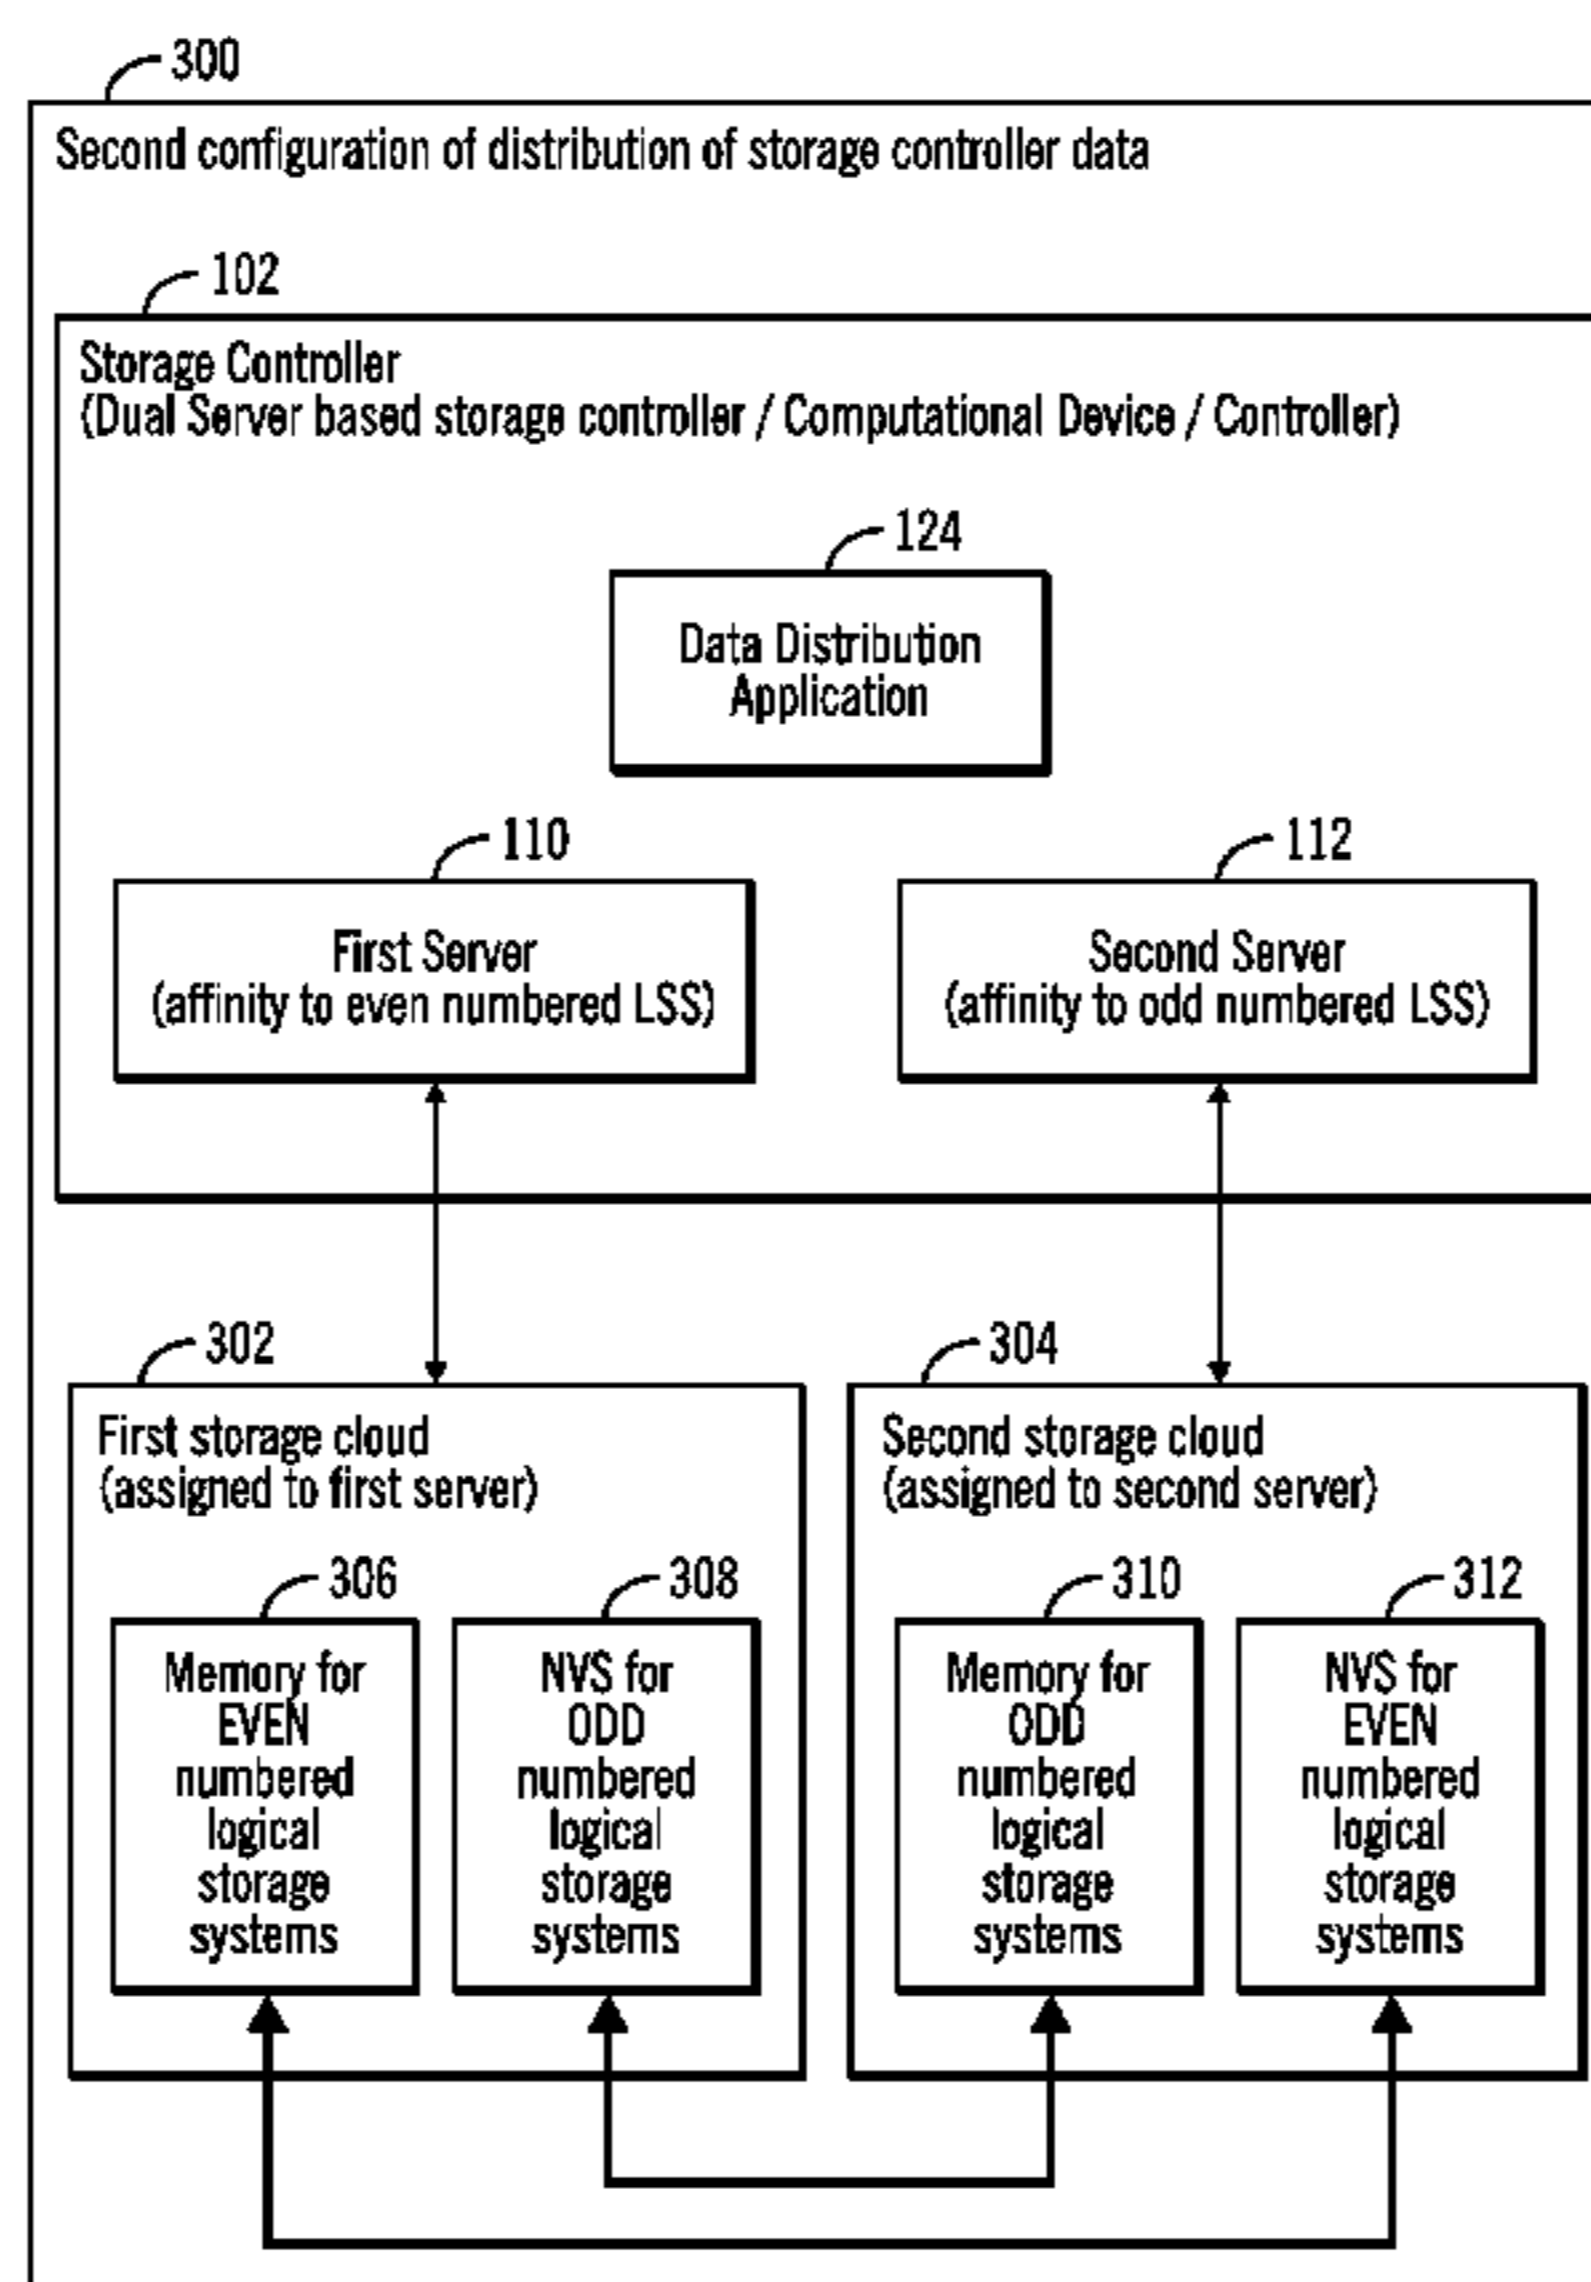 300
Second configuration of distribution of storage controller data
102
Storage Controller
(Dual Server based storage controller / Computational Device / Controller)
124
Data Distribution
Application
110
First Server
(affinity to even numbered LSS)
112
Second Server
(affinity to odd numbered LSS)
302
First storage cloud
(assigned to first server)
306
Memory for
EVEN
numbered
logical
storage
systems
308
NVS for
ODD
numbered
logical
storage
systems
304
Second storage cloud
(assigned to second server)
310
Memory for
ODD
numbered
logical
storage
systems
312
NVS for
EVEN
numbered
logical
storage
systems